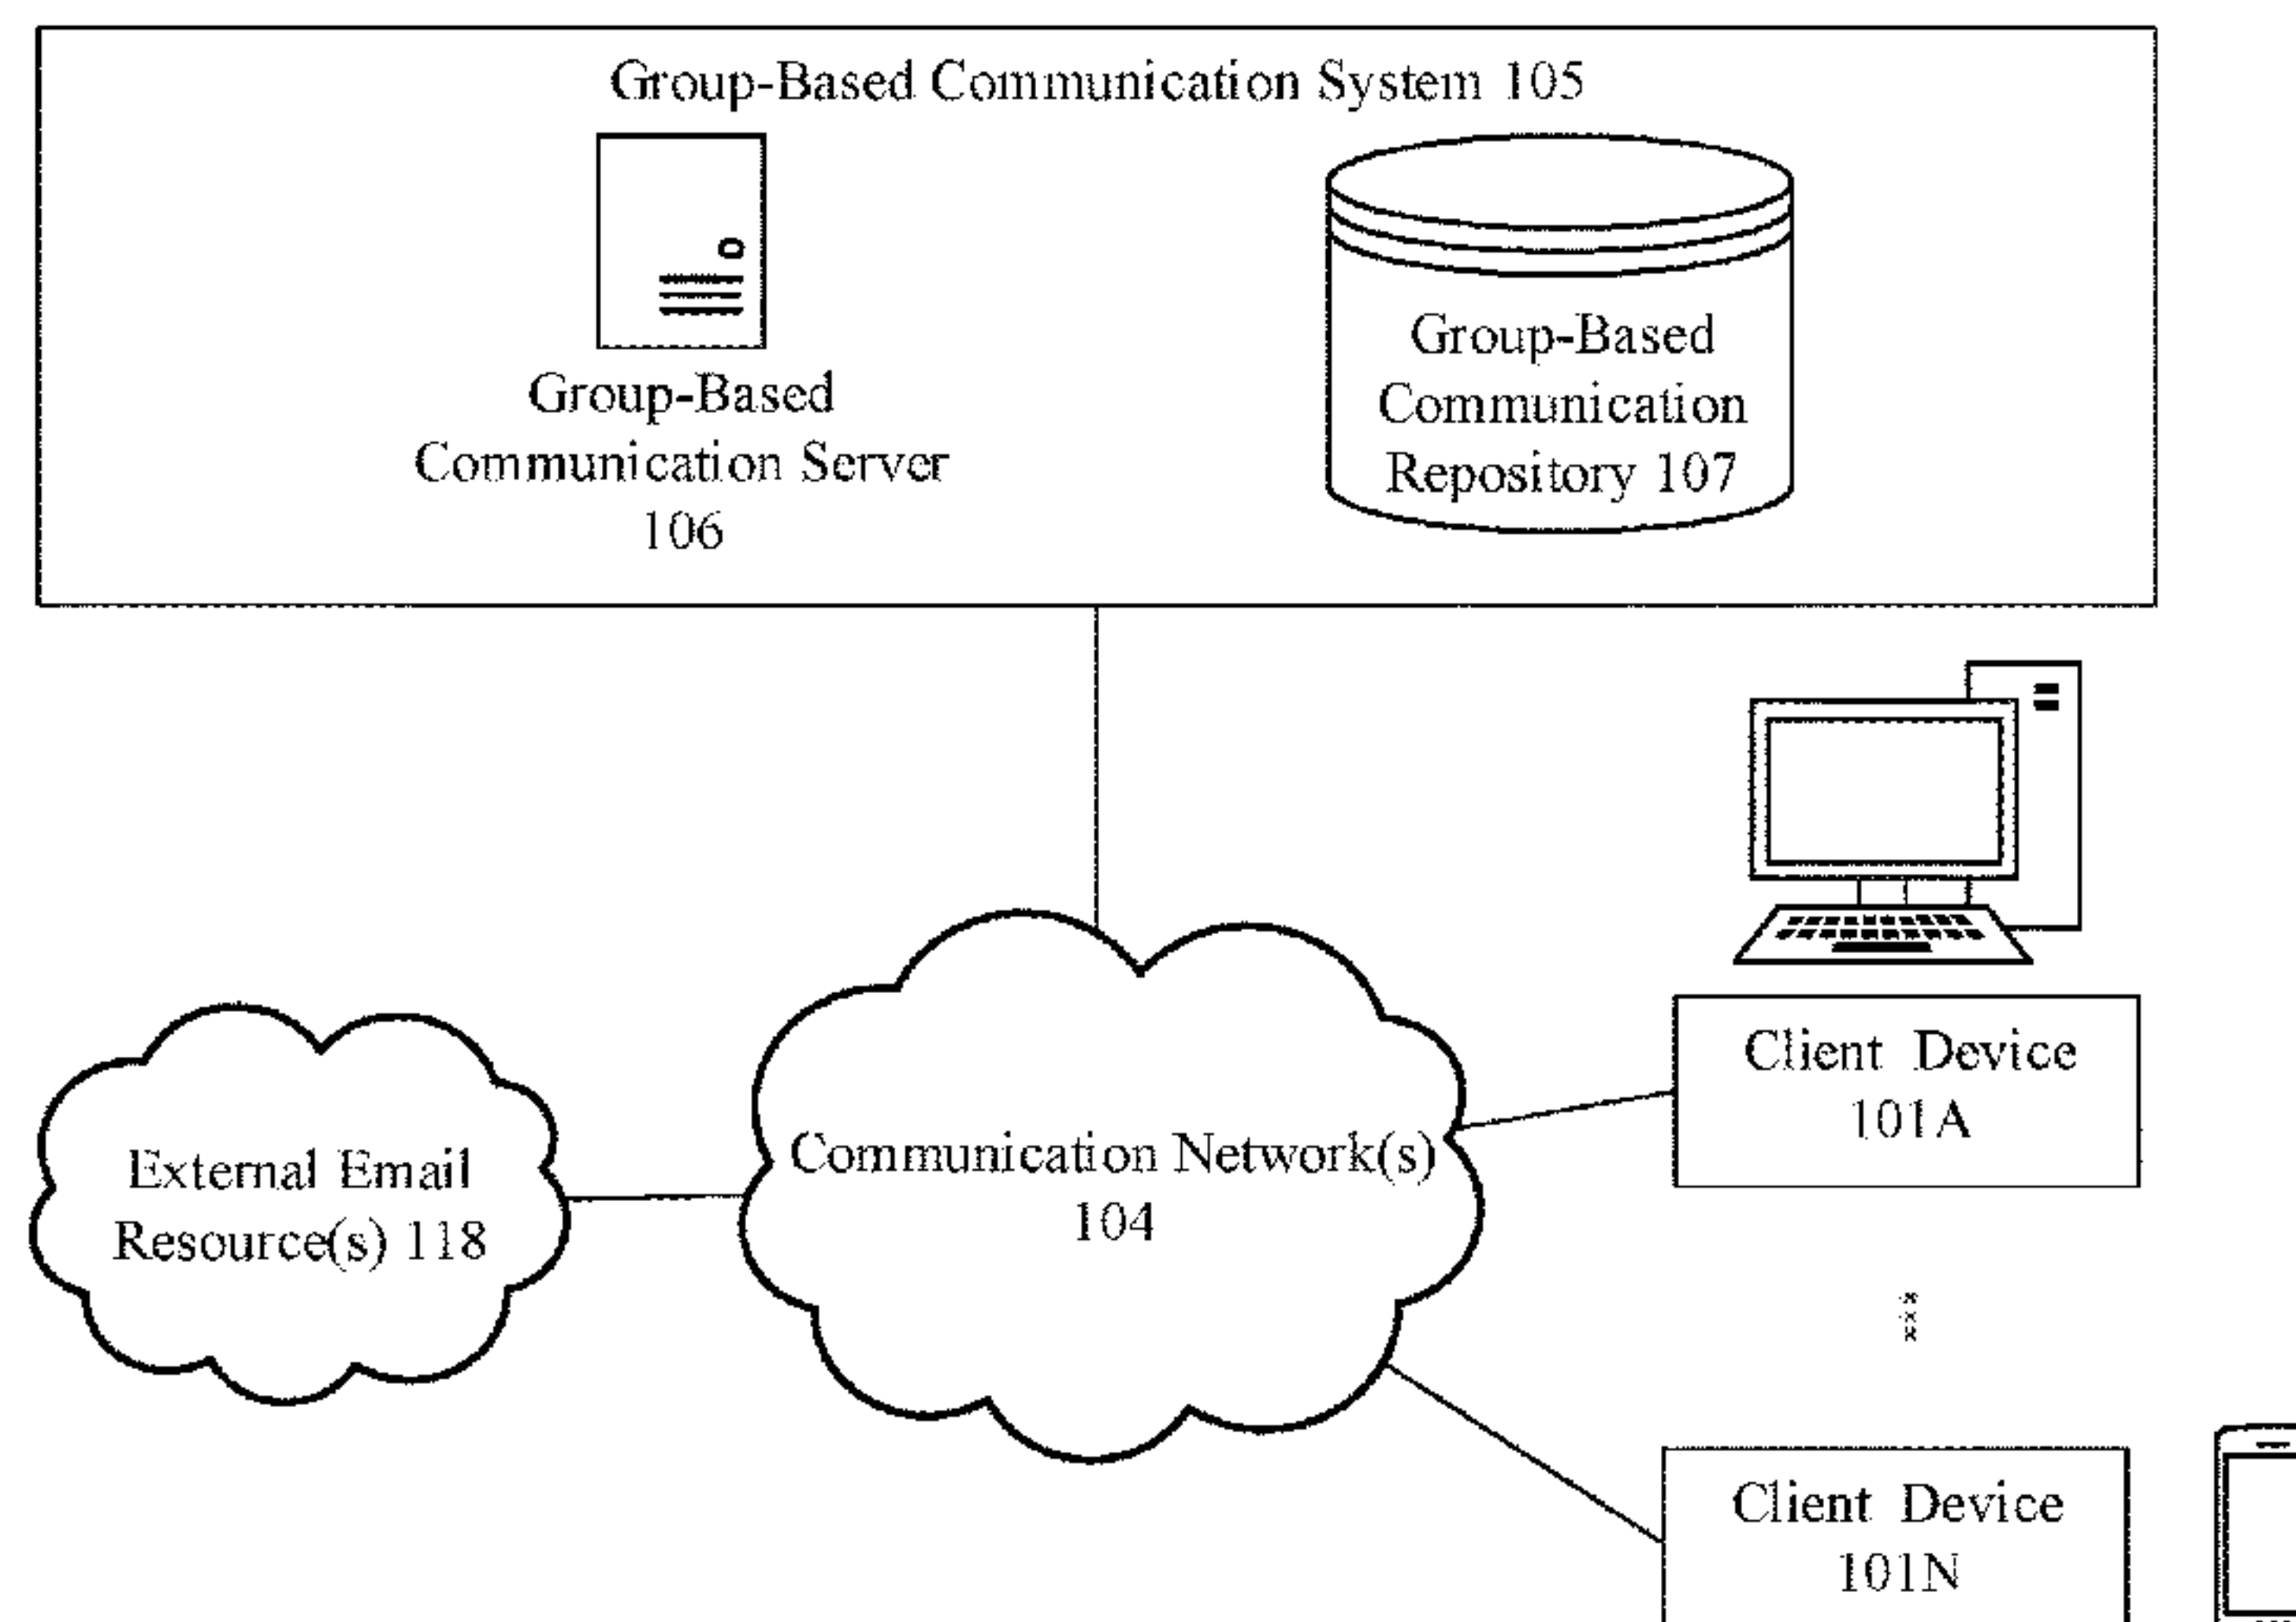 Group-Based Communication System 105
Group-Based
Communication Server
106
Group-Based
Communication
Repository 107
Client Device
101A
External Email
Resource(s) 118
Communication Network(s)
104
Client Device
101N